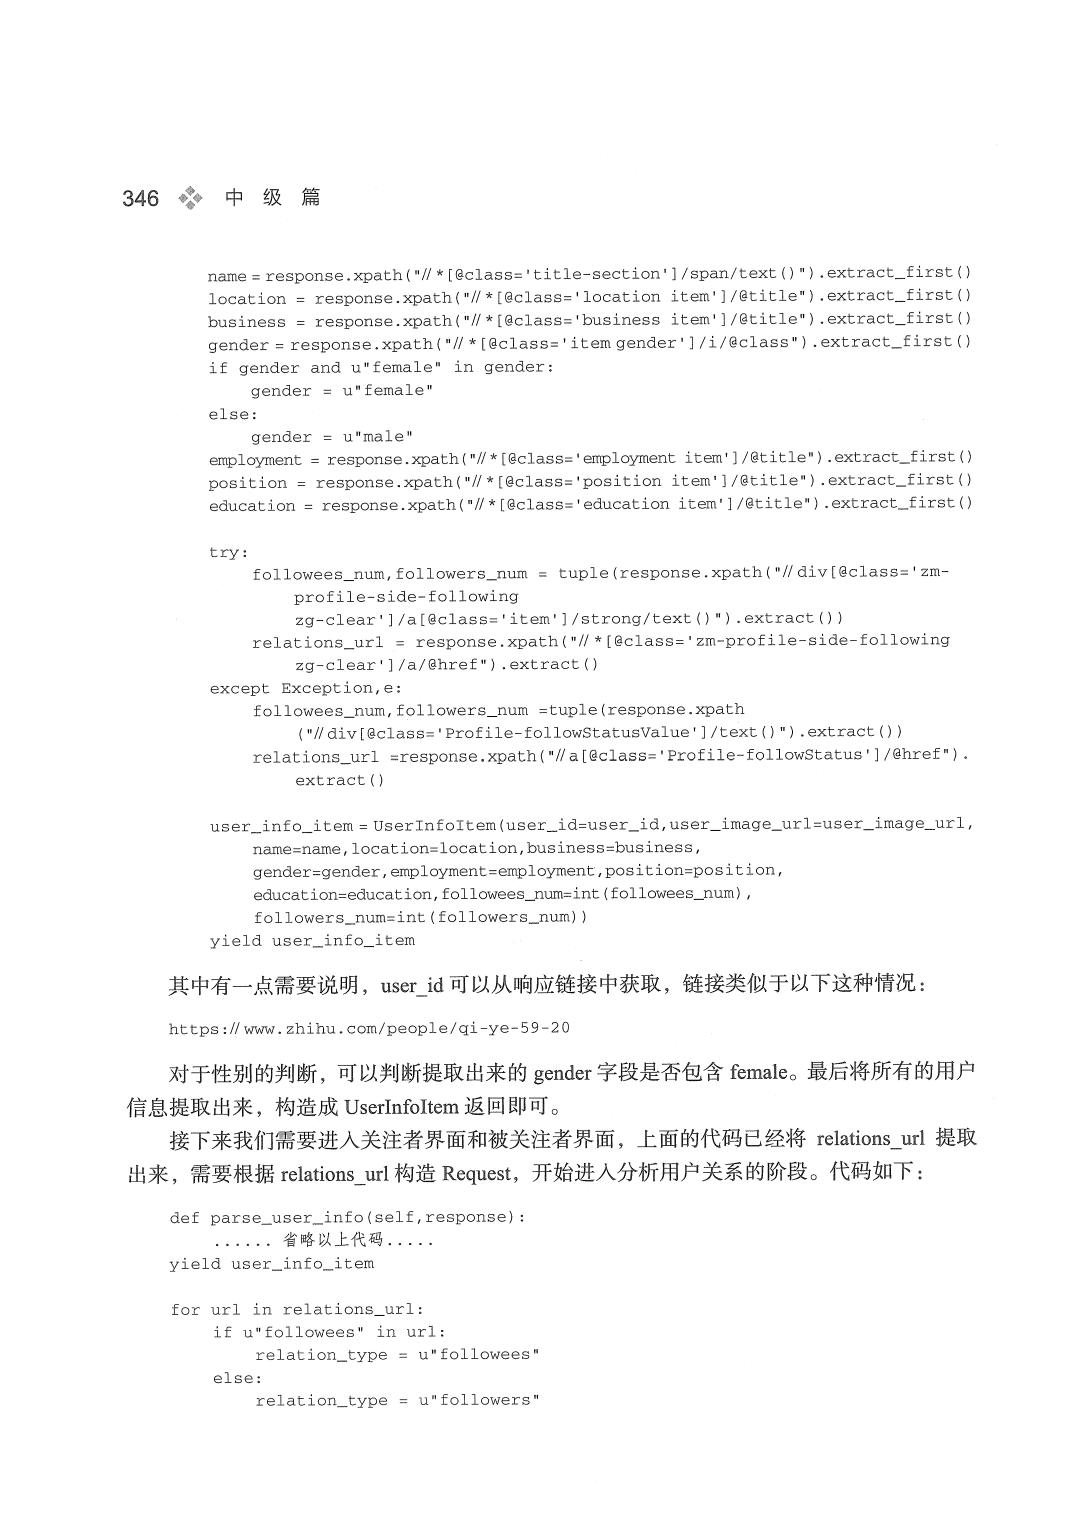 346 中 级 篇
name = response.xpath("//*[@class='title-section']/span/text()").extract_first()
location = response.xpath("//*[@class='location item']/@title").extract_first()
business = response.xpath("//*[@class='business item']/@title").extract_first()
gender = response.xpath("//*[@class='item gender']/i/@class").extract_first()
if gender and u"female" in gender:
    gender = u"female"
else:
    gender = u"male"
employment = response.xpath("//*[@class='employment item']/@title").extract_first()
position = response.xpath("//*[@class='position item']/@title").extract_first()
education = response.xpath("//*[@class='education item']/@title").extract_first()
try:
    followees_num,followers_num = tuple(response.xpath("//div[@class='zm-
        profile-side-following
        zg-clear']/a[@class='item']/strong/text()").extract())
    relations_url = response.xpath("//*[@class='zm-profile-side-following
        zg-clear']/a/@href").extract()
except Exception,e:
    followees_num,followers_num =tuple(response.xpath
        ("//div[@class='Profile-followStatusValue']/text()").extract())
    relations_url =response.xpath("//a[@class='Profile-followStatus']/@href").
        extract()
user_info_item = UserInfoItem(user_id=user_id,user_image_url=user_image_url,
    name=name,location=location,business=business,
    gender=gender,employment=employment,position=position,
    education=education,followees_num=int(followees_num),
    followers_num=int(followers_num))
yield user_info_item
其中有一点需要说明，user_id 可以从响应链接中获取，链接类似于以下这种情况：
https://www.zhihu.com/people/qi-ye-59-20
对于性别的判断，可以判断提取出来的 gender 字段是否包含 female。最后将所有的用户
信息提取出来，构造成 UserInfoItem 返回即可。
接下来我们需要进入关注者界面和被关注者界面，上面的代码已经将 relations_url 提取
出来，需要根据 relations_url 构造 Request，开始进入分析用户关系的阶段。代码如下：
def parse_user_info(self,response):
    ...... 省略以上代码.....
yield user_info_item
for url in relations_url:
    if u"followees" in url:
        relation_type = u"followees"
    else:
        relation_type = u"followers"